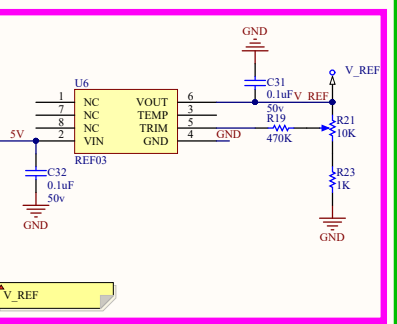 GND
V_REF
C31
0.1uF
50v
V_REF
U6
1 NC VOUT 6
7 NC TEMP 3
8 NC TRIM 5
2 VIN GND 4
REF03
5V
GND
R19
470K
R21
10K
C32
0.1uF
50v
GND
R23
1K
GND
V_REF